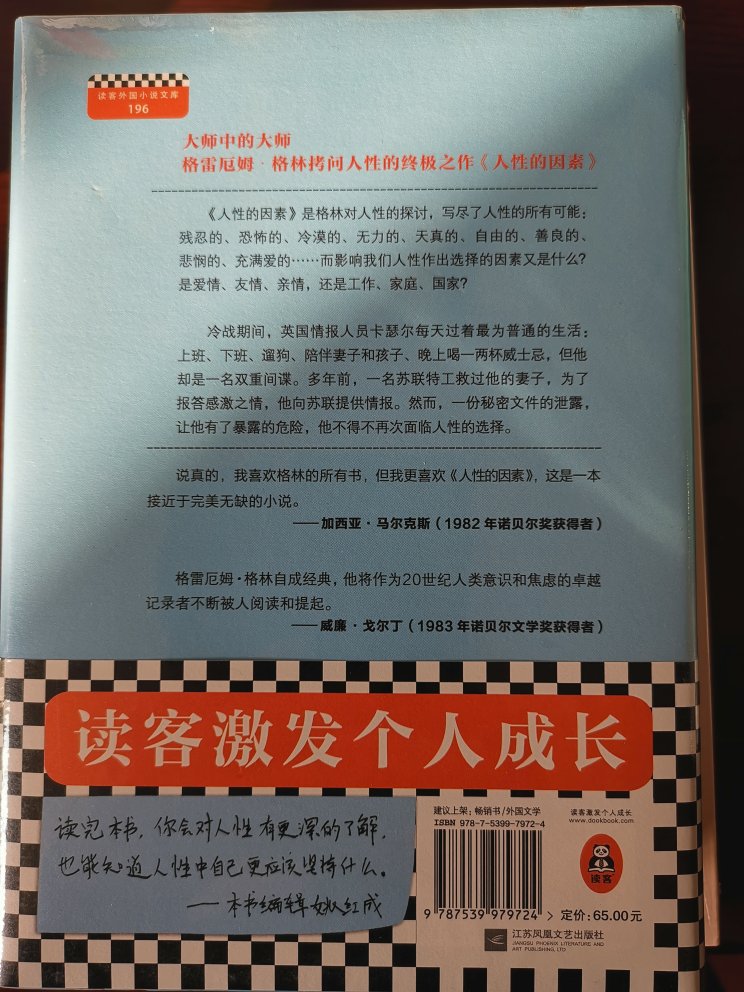 读客外国小说文库
196
大师中的大师
格雷厄姆·格林拷问人性的终极之作《人性的因素》
《人性的因素》是格林对人性的探讨，写尽了人性的所有可能：
残忍的、恐怖的、冷漠的、无力的、天真的、自由的、善良的、
悲悯的、充满爱的……而影响我们人性作出选择的因素又是什么？
是爱情、友情、亲情，还是工作、家庭、国家？
冷战期间，英国情报人员卡瑟尔每天过着最为普通的生活：
上班、下班、遛狗、陪伴妻子和孩子、晚上喝一两杯威士忌，但他
却是一名双重间谍。多年前，一名苏联特工救过他的妻子，为了
报答感激之情，他向苏联提供情报。然而，一份秘密文件的泄露，
让他有了暴露的危险，他不得不再次面临人性的选择。
说真的，我喜欢格林的所有书，但我更喜欢《人性的因素》，这是一本
接近于完美无缺的小说。
——加西亚·马尔克斯（1982年诺贝尔奖获得者）
格雷厄姆·格林自成经典，他将作为20世纪人类意识和焦虑的卓越
记录者不断被人阅读和提起。
——威廉·戈尔丁（1983年诺贝尔文学奖获得者）
读客激发个人成长
读完本书，你会对人性有更深的了解，
也能知道人性中自己更应该坚持什么。
——本书编辑 姚红成
建议上架：畅销书/外国文学
ISBN 978-7-5399-7972-4
9 787539 979724 >
读客激发个人成长
www.dookbook.com
读客
定价：65.00元
江苏凤凰文艺出版社
JIANGSU PHOENIX LITERATURE AND
ART PUBLISHING, LTD